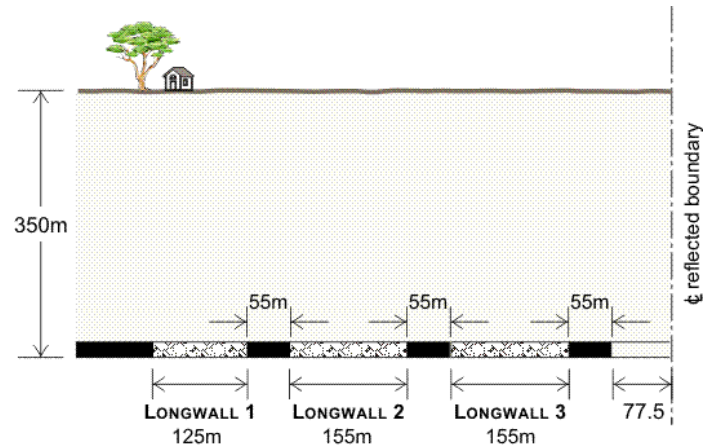 350m
55m
55m
55m
LONGWALL 1
125m
LONGWALL 2
155m
LONGWALL 3
155m
77.5
℄ reflected boundary